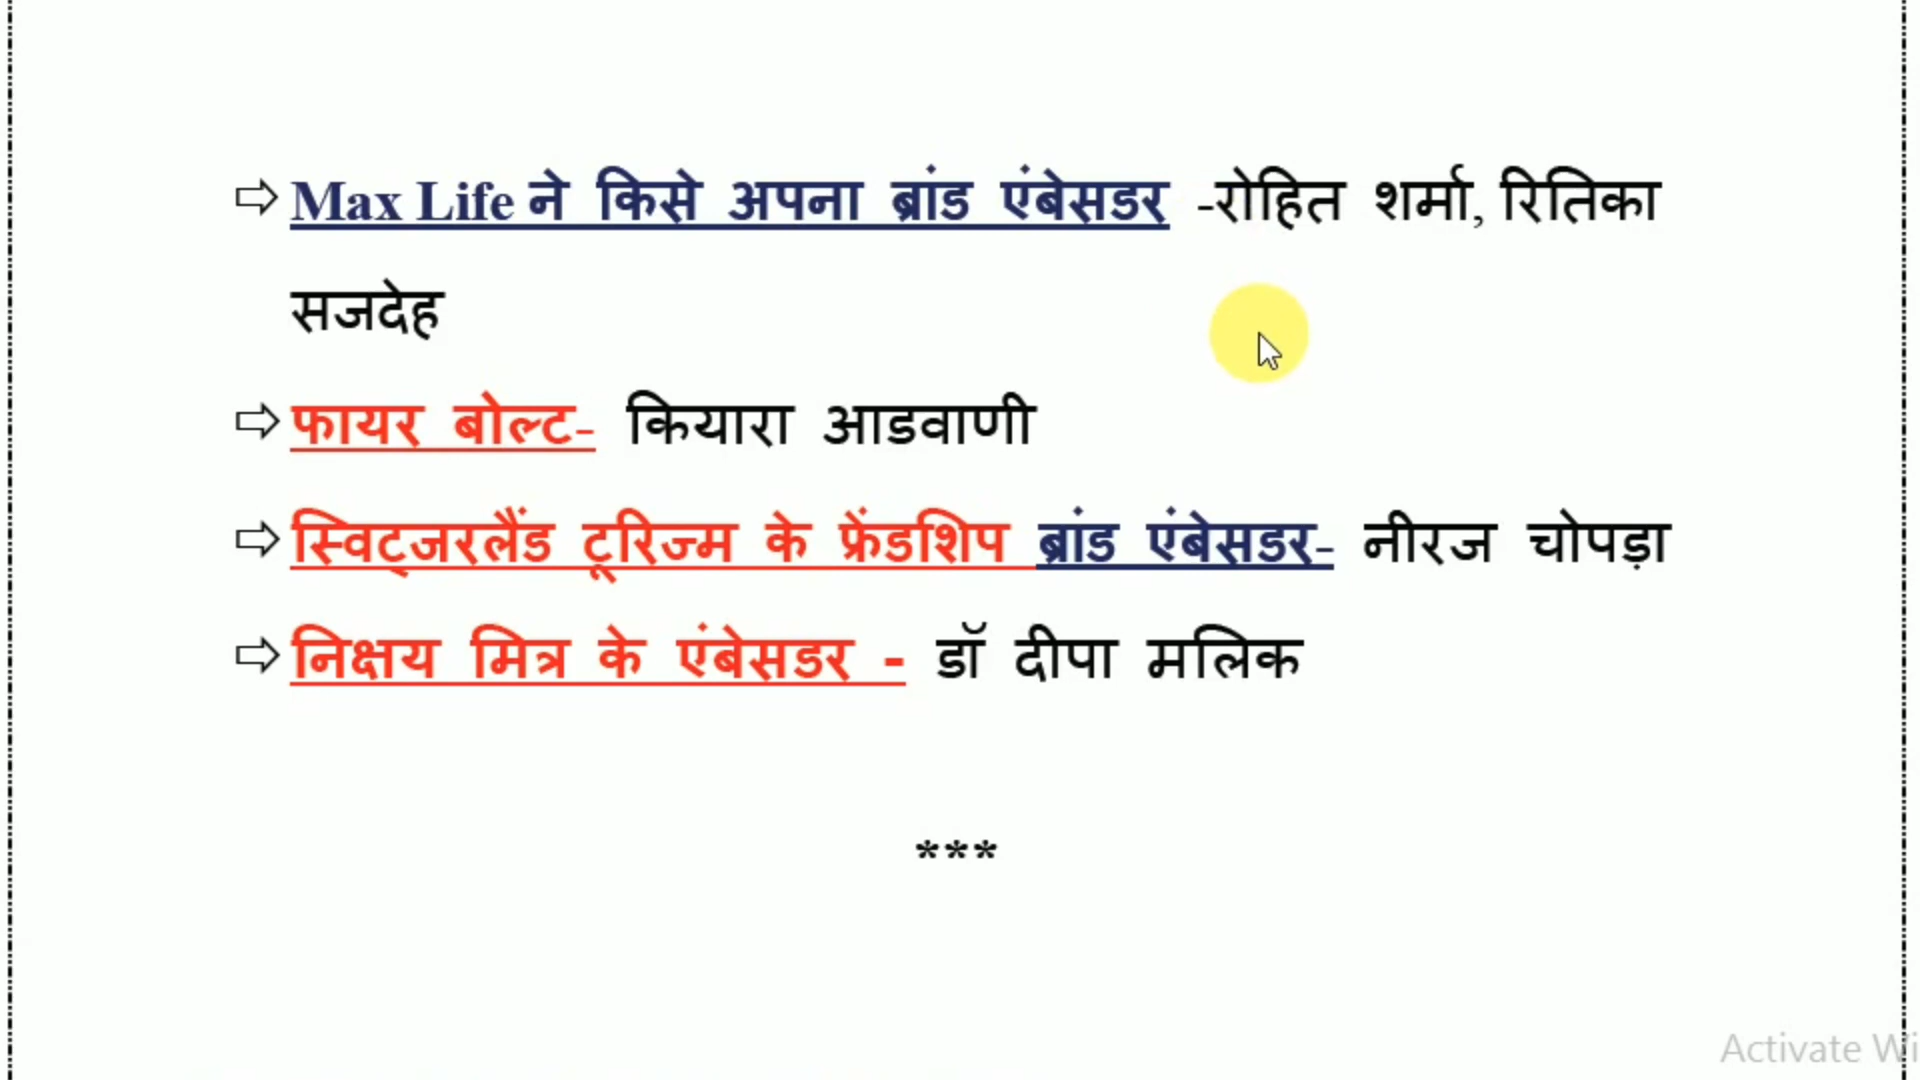 ⇨ Max Life ने किसे अपना ब्रांड एंबेसडर -रोहित शर्मा, रितिका
सजदेह
⇨ फायर बोल्ट- कियारा आडवाणी
⇨ स्विट्जरलैंड टूरिज्म के फ्रेंडशिप ब्रांड एंबेसडर- नीरज चोपड़ा
⇨ निक्षय मित्र के एंबेसडर - डॉ दीपा मलिक
***
Activate Wi